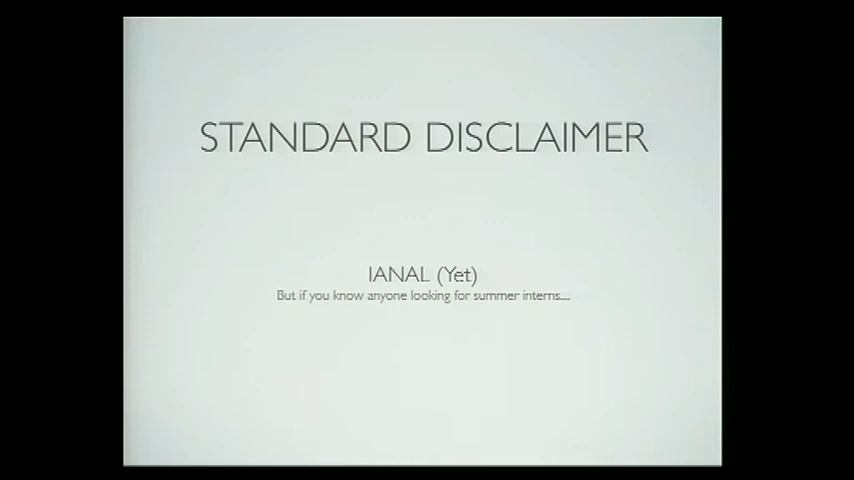 STANDARD DISCLAIMER
IANAL (Yet)
But if you know anyone looking for summer interns....